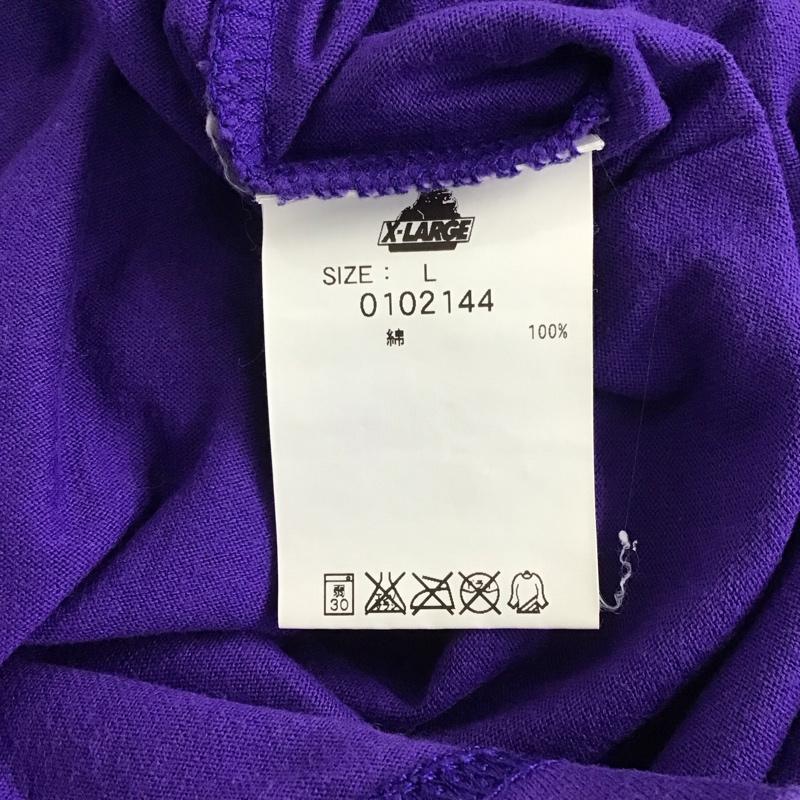 X-LARGE
SIZE : L
0102144
綿 100%
弱
30